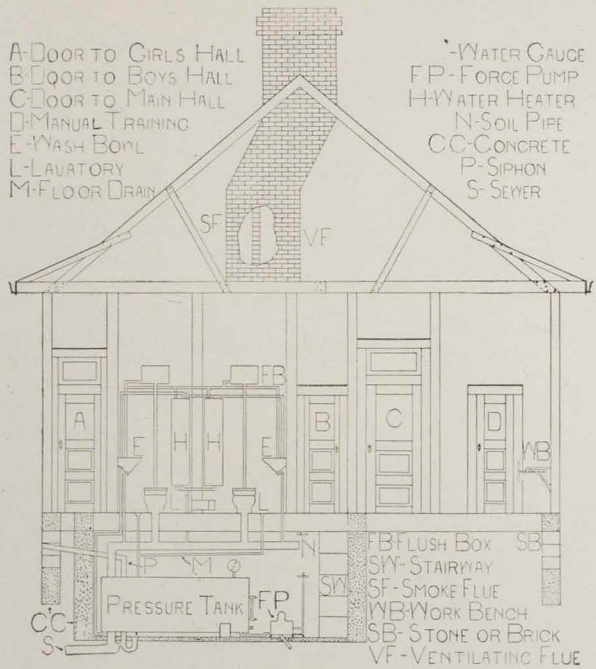 A-DOOR TO GIRLS HALL
B-DOOR TO BOYS HALL
C-DOOR TO MAIN HALL
D-MANUAL TRAINING
E-WASH BOWL
L-LAVATORY
M-FLOOR DRAIN
-WATER GAUGE
FP-FORCE PUMP
H-WATER HEATER
N-SOIL PIPE
CC-CONCRETE
P-SIPHON
S-SEWER
SF
VF
FB
A
E
H
H
E
B
C
D
WB
L
L
N
P
M
SW
PRESSURE TANK
FP
CC
S
FB-FLUSH BOX
SB
SW-STAIRWAY
SF-SMOKE FLUE
WB-WORK BENCH
SB-STONE OR BRICK
VF-VENTILATING FLUE